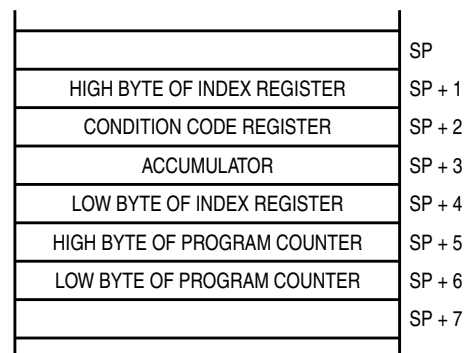 SP
HIGH BYTE OF INDEX REGISTER SP + 1
CONDITION CODE REGISTER SP + 2
ACCUMULATOR SP + 3
LOW BYTE OF INDEX REGISTER SP + 4
HIGH BYTE OF PROGRAM COUNTER SP + 5
LOW BYTE OF PROGRAM COUNTER SP + 6
SP + 7